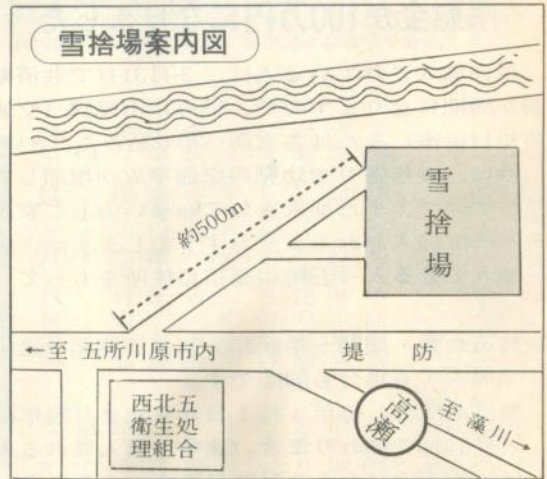 雪捨場案内図
約500m
雪捨場
←至 五所川原市内
堤防
西北五
衛生処
理組合
高瀬
至藻川→